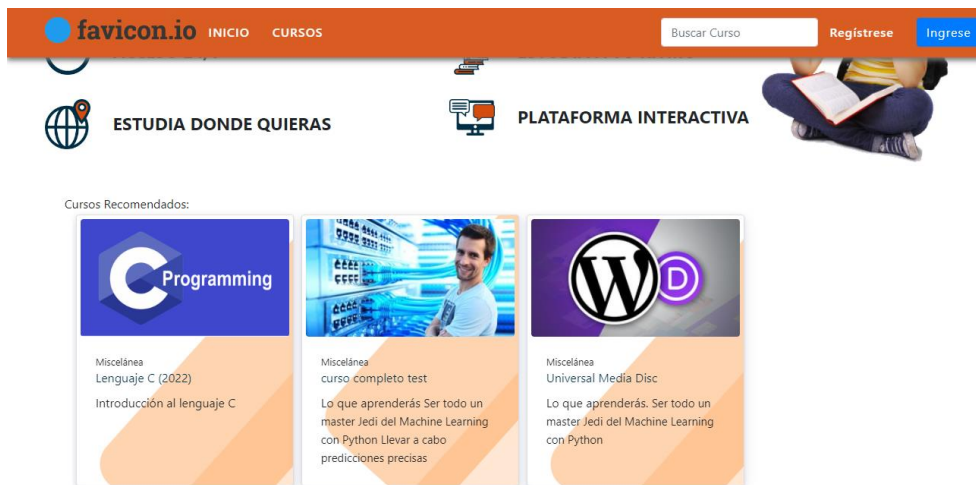 favicon.io INICIO CURSOS Buscar Curso Regístrese Ingrese
ESTUDIA DONDE QUIERAS
PLATAFORMA INTERACTIVA
Cursos Recomendados:
C Programming
Miscelánea
Lenguaje C (2022)
Introducción al lenguaje C
Miscelánea
curso completo test
Lo que aprenderás Ser todo un
master Jedi del Machine Learning
con Python Llevar a cabo
predicciones precisas
W D
Miscelánea
Universal Media Disc
Lo que aprenderás. Ser todo un
master Jedi del Machine Learning
con Python